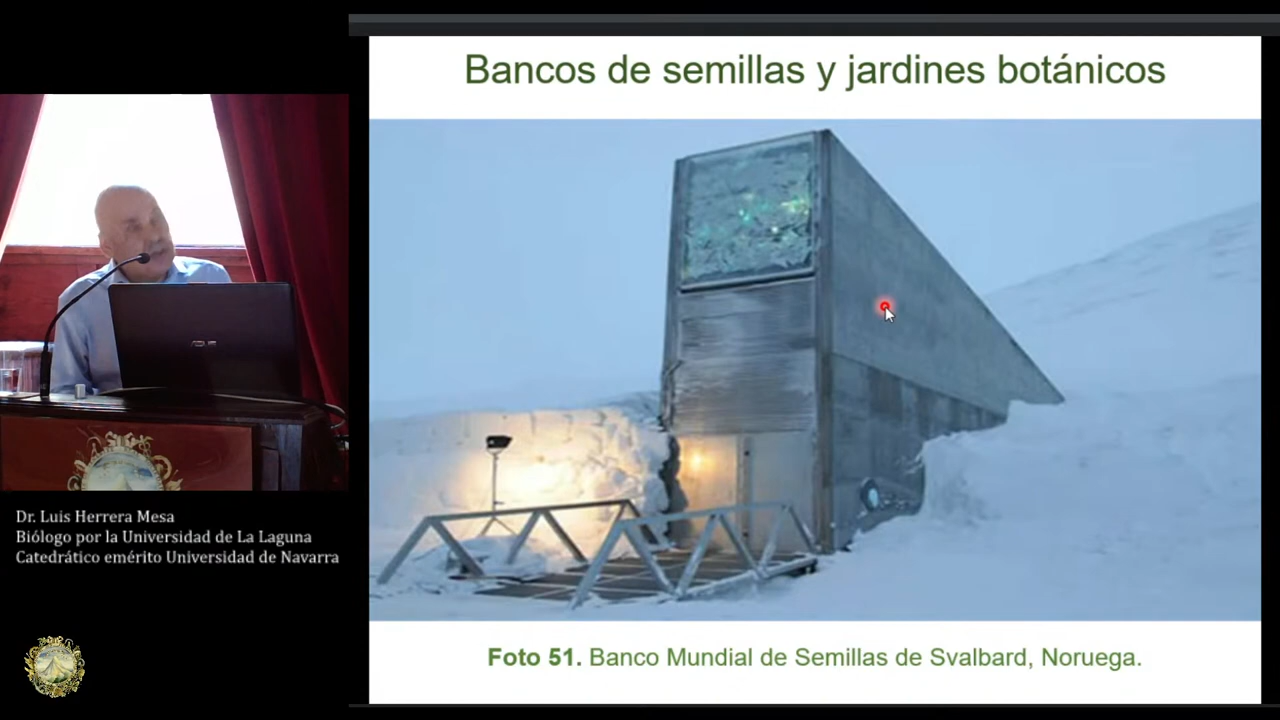 Bancos de semillas y jardines botánicos
ASUS
Dr. Luis Herrera Mesa
Biólogo por la Universidad de La Laguna
Catedrático emérito Universidad de Navarra
Foto 51. Banco Mundial de Semillas de Svalbard, Noruega.